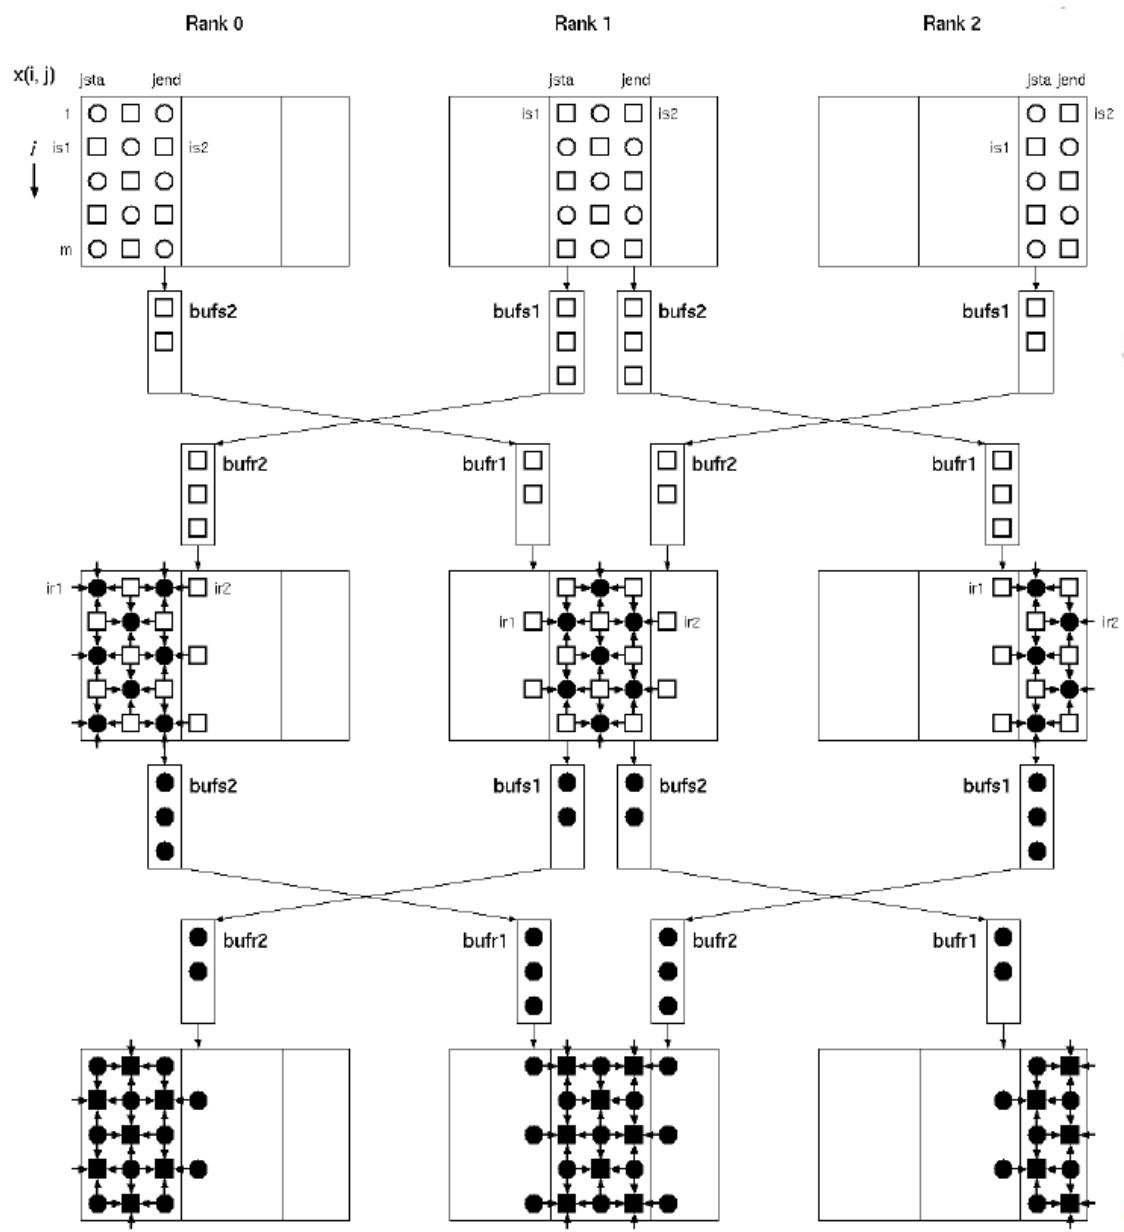 Rank 0 Rank 1 Rank 2
x(i, j) jsta jend jsta jend jsta jend
1 is1 is2 is2
i is1 is2 is1
m
bufs2 bufs1 bufs2 bufs1
bufr2 bufr1 bufr2 bufr1
ir1 ir2 ir1
ir1 ir2 ir2
bufs2 bufs1 bufs2 bufs1
bufr2 bufr1 bufr2 bufr1